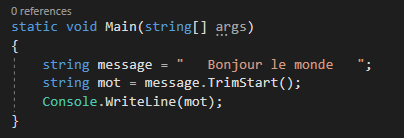 0 references
static void Main(string[] args)
{
    string message = "   Bonjour le monde   ";
    string mot = message.TrimStart();
    Console.WriteLine(mot);
}